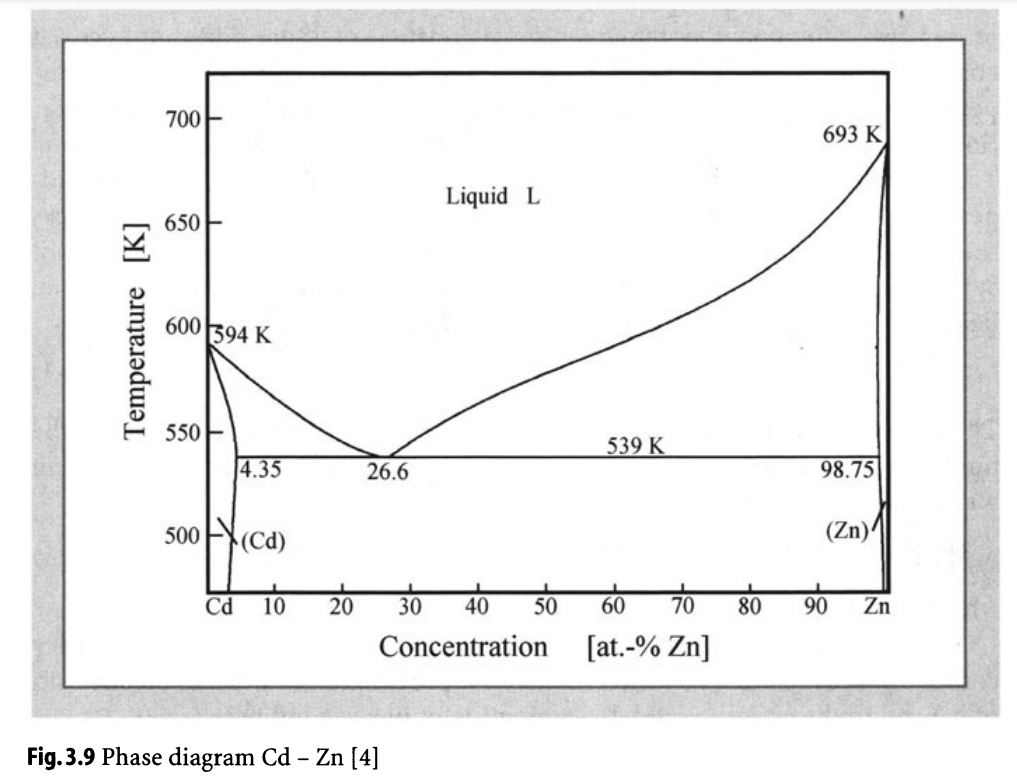 700
693 K
Liquid L
650
Temperature [K]
600
594 K
550
539 K
4.35
26.6
98.75
500
(Cd)
(Zn)
Cd 10 20 30 40 50 60 70 80 90 Zn
Concentration [at.-% Zn]
Fig. 3.9 Phase diagram Cd – Zn [4]